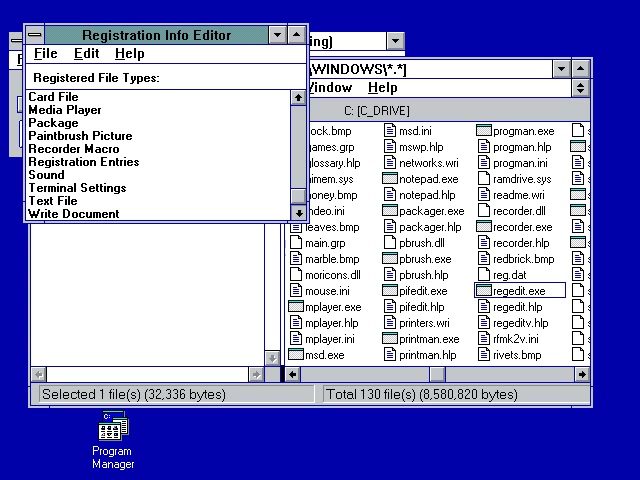 Registration Info Editor
File Edit Help
Registered File Types:
Card File
Media Player
Package
Paintbrush Picture
Recorder Macro
Registration Entries
Sound
Terminal Settings
Text File
Write Document
ing)
\WINDOWS\*.*]
indow Help
C: [C_DRIVE]
ock.bmp
games.grp
glossary.hlp
imem.sys
oney.bmp
ndeo.ini
leaves.bmp
main.grp
marble.bmp
moricons.dll
mouse.ini
mplayer.exe
mplayer.hlp
mplayer.ini
msd.exe
msd.ini
mswp.hlp
networks.wri
notepad.exe
notepad.hlp
packager.exe
packager.hlp
pbrush.dll
pbrush.exe
pbrush.hlp
pifedit.exe
pifedit.hlp
printers.wri
printman.exe
printman.hlp
progman.exe
progman.hlp
progman.ini
ramdrive.sys
readme.wri
recorder.dll
recorder.exe
recorder.hlp
redbrick.bmp
reg.dat
regedit.exe
regedit.hlp
regeditv.hlp
rfmk2v.ini
rivets.bmp
Selected 1 file(s) (32,336 bytes)
Total 130 file(s) (8,580,820 bytes)
C:
Program
Manager